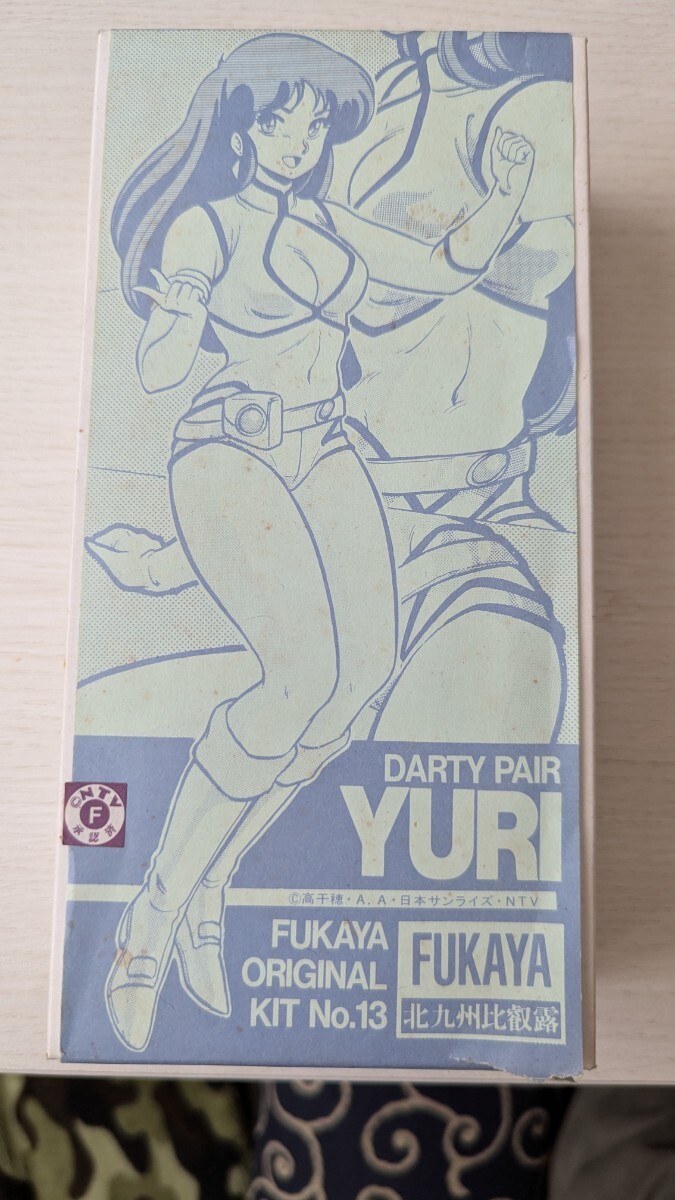 DARTY PAIR
YURI
©NTV
F
承認済
©高千穂・A.A・日本サンライズ・NTV
FUKAYA
ORIGINAL
KIT No.13
FUKAYA
北九州比叡露